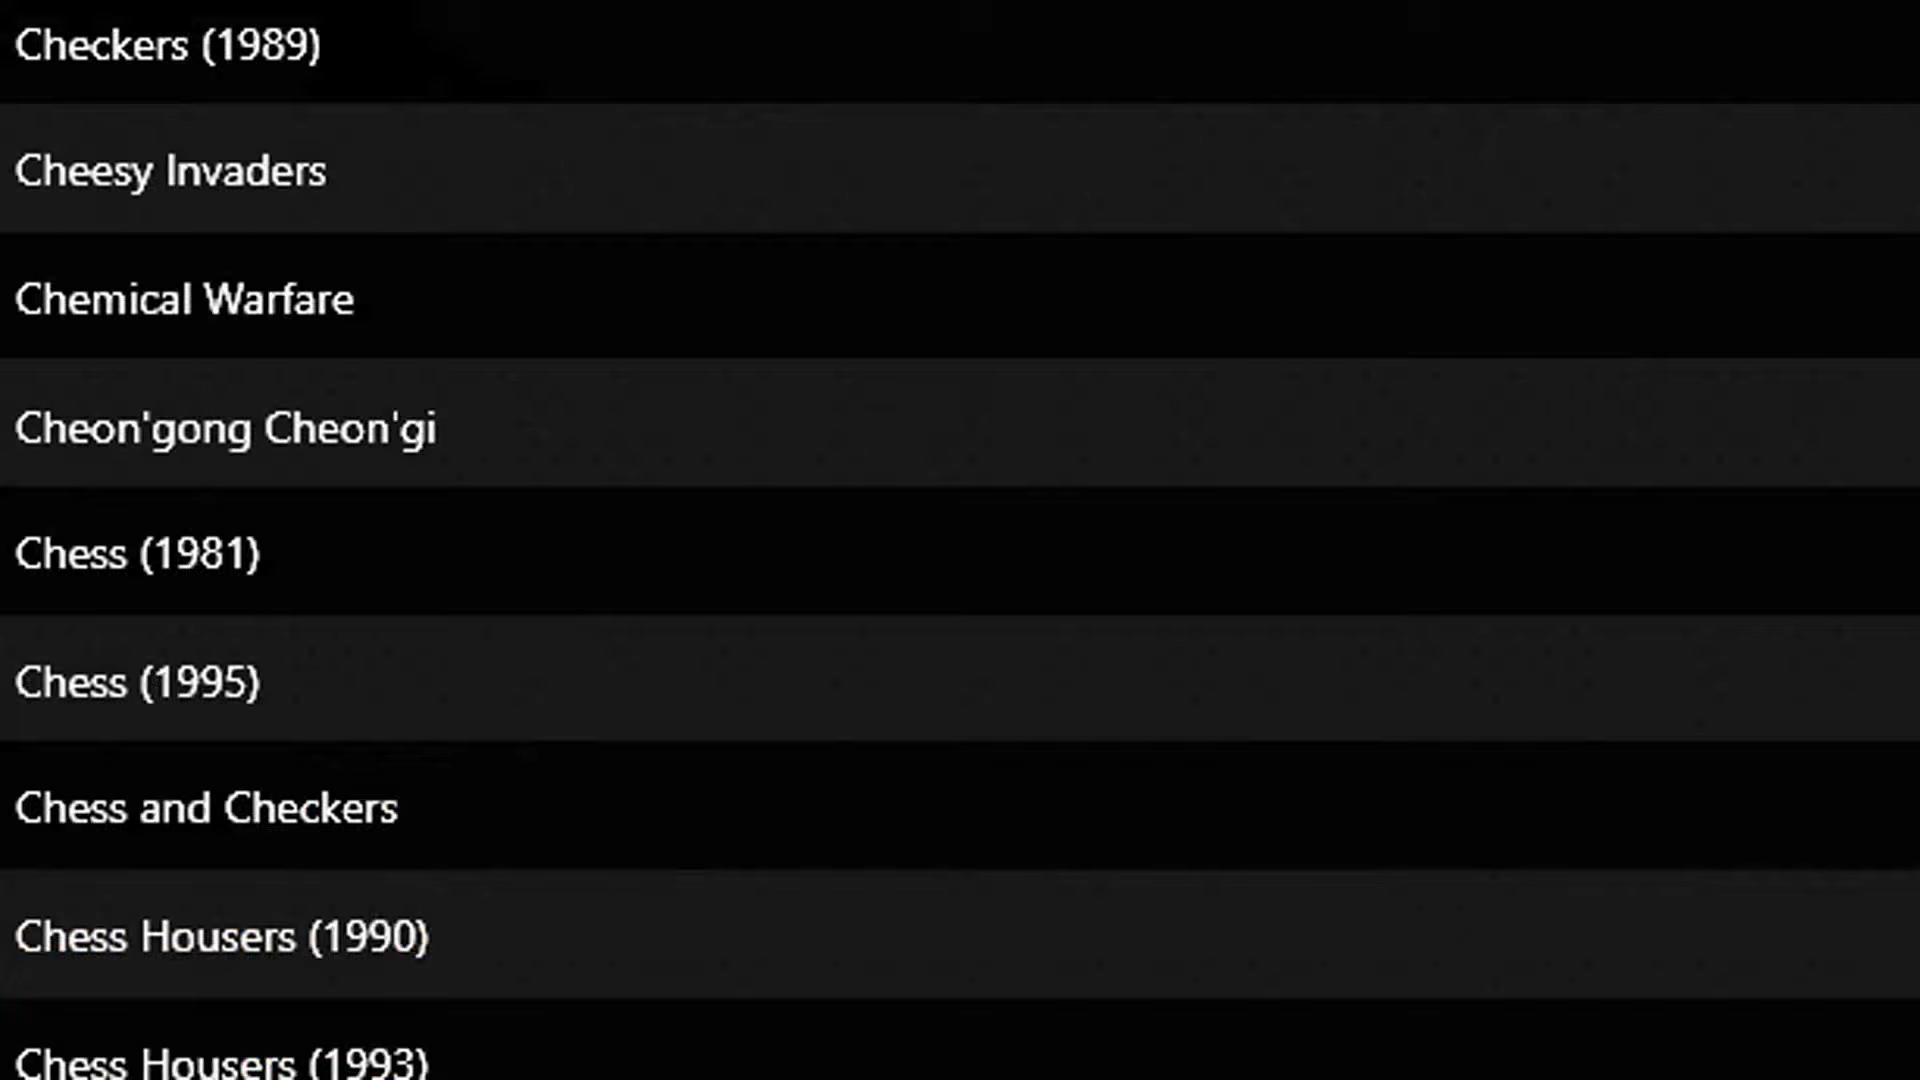 Checkers (1989)
Cheesy Invaders
Chemical Warfare
Cheon'gong Cheon'gi
Chess (1981)
Chess (1995)
Chess and Checkers
Chess Housers (1990)
Chess Housers (1993)